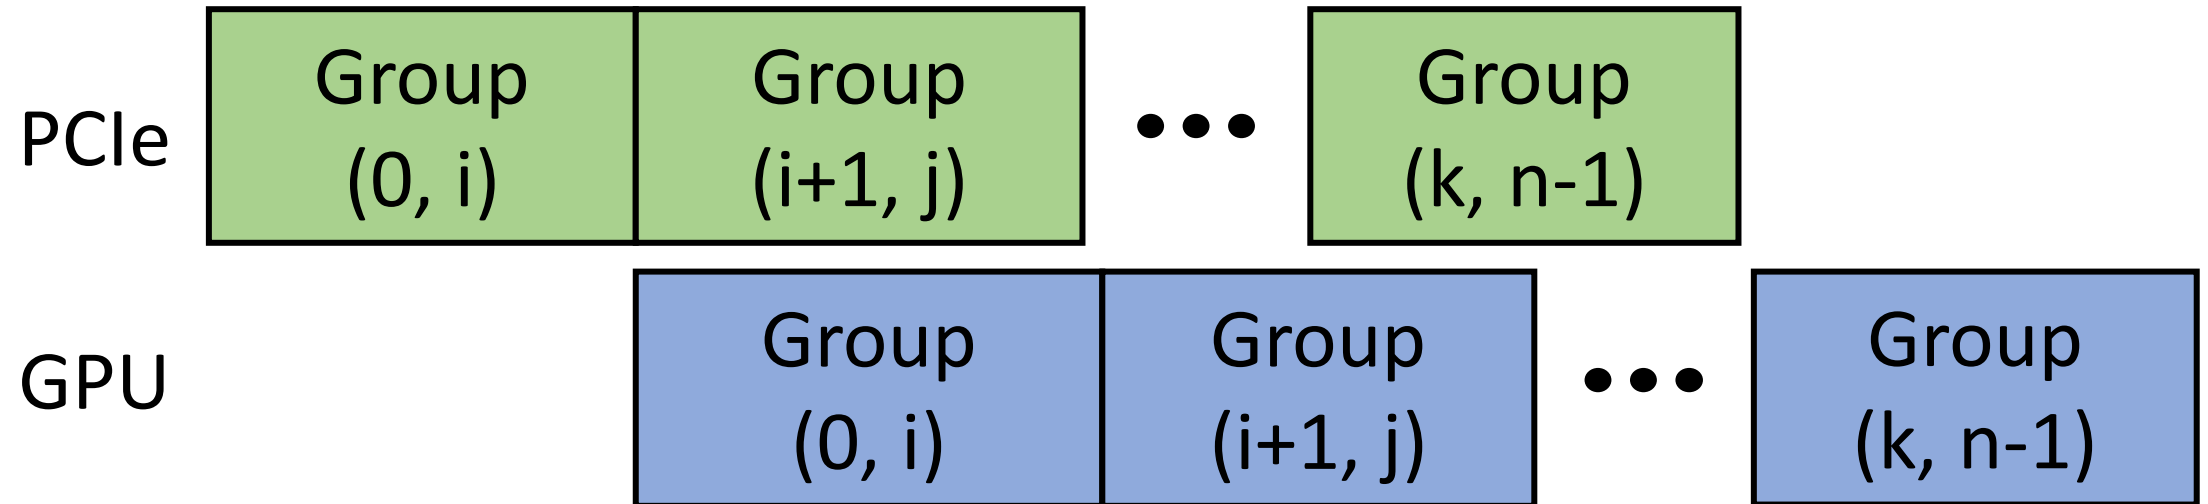 PCIe
Group
(0, i)
Group
(i+1, j)
Group
(k, n-1)
GPU
Group
(0, i)
Group
(i+1, j)
Group
(k, n-1)